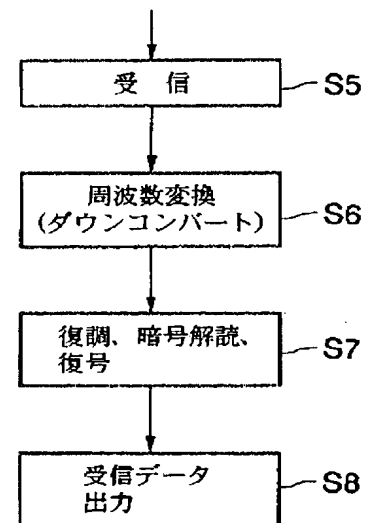 受 信
S5
周波数変換
(ダウンコンバート)
S6
復調、暗号解読、
復号
S7
受信データ
出力
S8